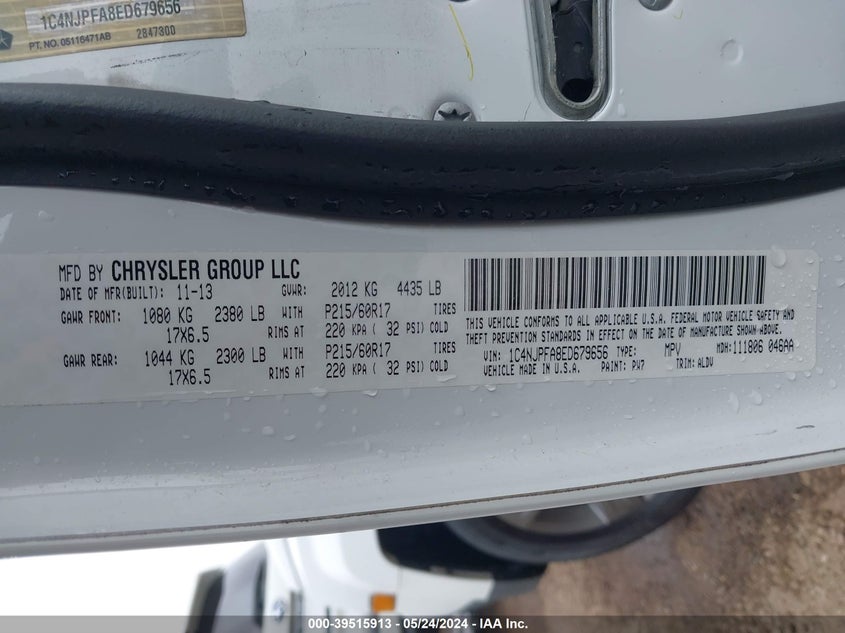 1C4NJPFA8ED679656
PT. NO. 05116471AB 2847300
MFD BY CHRYSLER GROUP LLC
DATE OF MFR(BUILT): 11-13 GVWR: 2012 KG 4435 LB
GAWR FRONT: 1080 KG 2380 LB WITH P215/60R17 TIRES
17X6.5 RIMS AT 220 KPA ( 32 PSI) COLD
GAWR REAR: 1044 KG 2300 LB WITH P215/60R17 TIRES
17X6.5 RIMS AT 220 KPA ( 32 PSI) COLD
THIS VEHICLE CONFORMS TO ALL APPLICABLE U.S.A. FEDERAL MOTOR VEHICLE SAFETY AND
THEFT PREVENTION STANDARDS IN EFFECT ON THE DATE OF MANUFACTURE SHOWN ABOVE.
VIN: 1C4NJPFA8ED679656 TYPE: MPV MDH: 111806 046AA
VEHICLE MADE IN U.S.A. PAINT: PW7 TRIM: ALDV
000-39515913 - 05/24/2024 - IAA Inc.